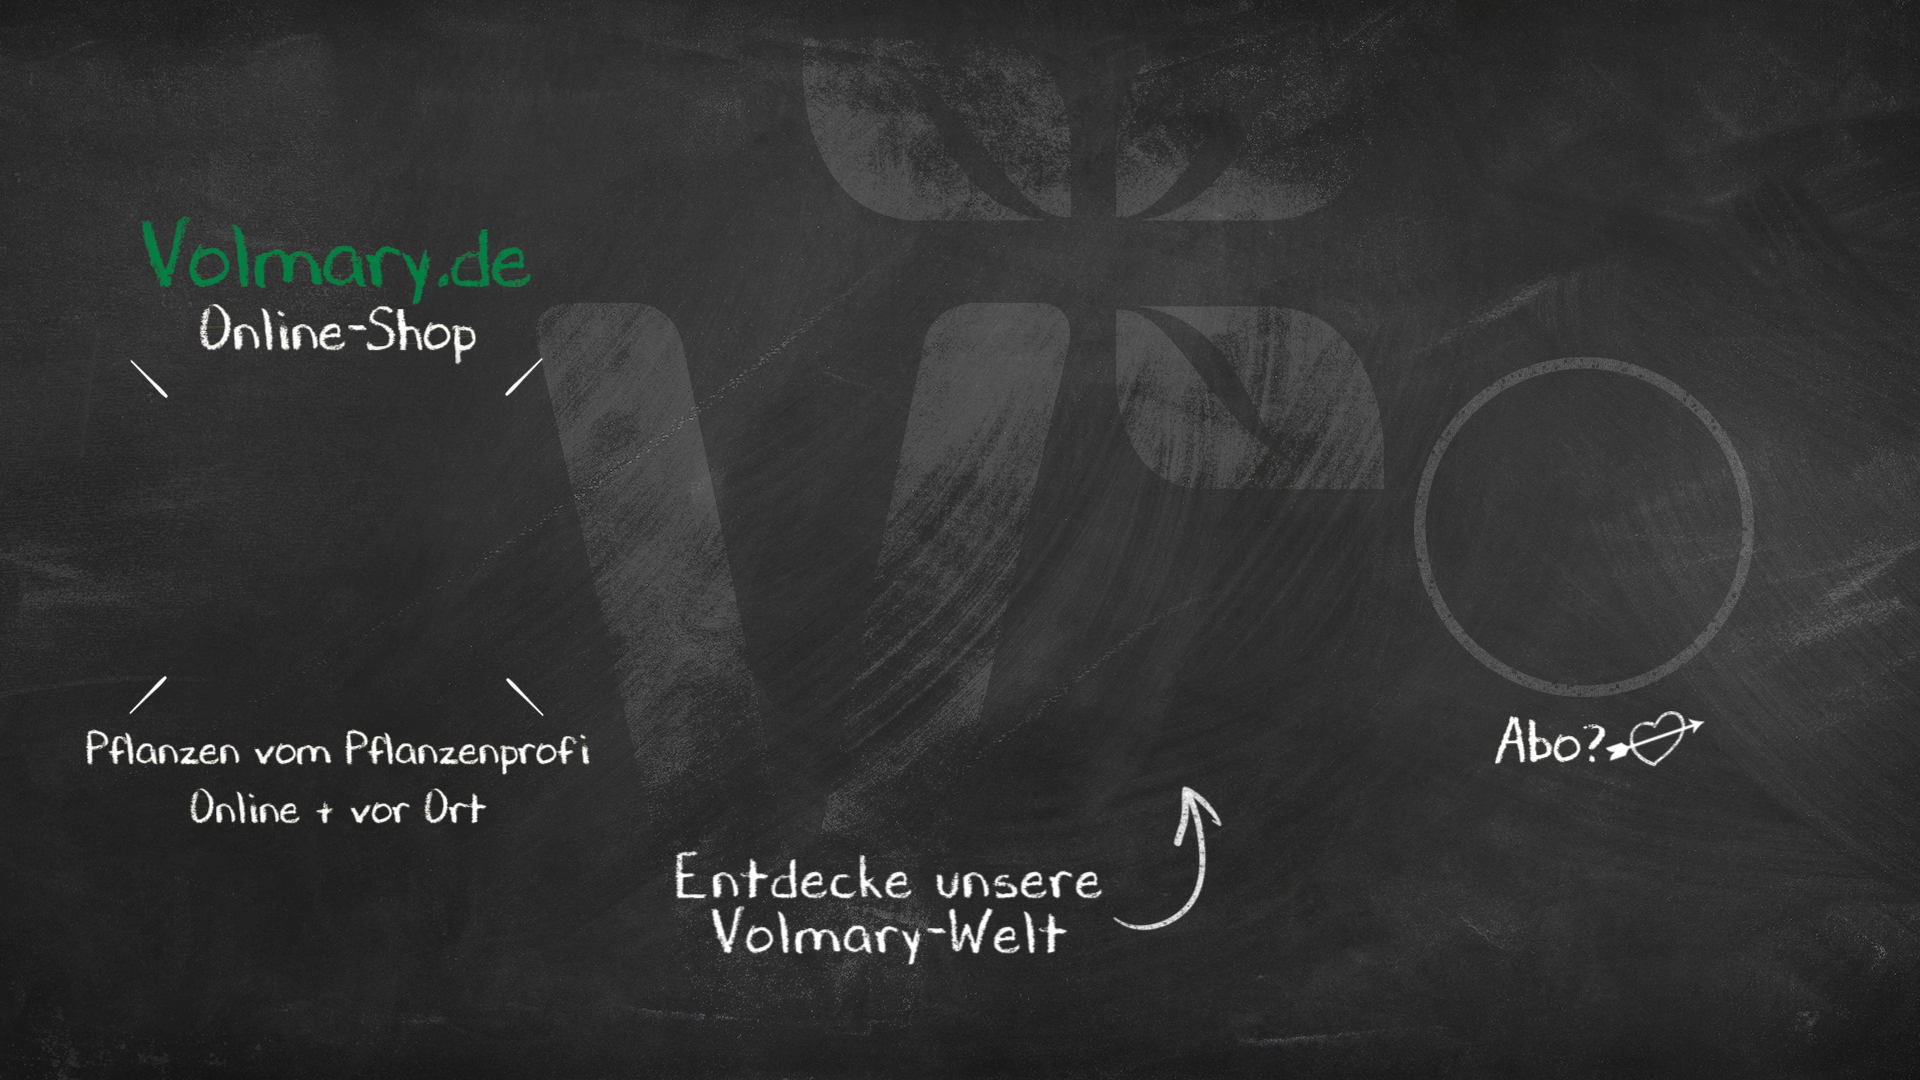 Volmary.de
Online-Shop
Pflanzen vom Pflanzenprofi
Online + vor Ort
Entdecke unsere
Volmary-Welt
Abo?